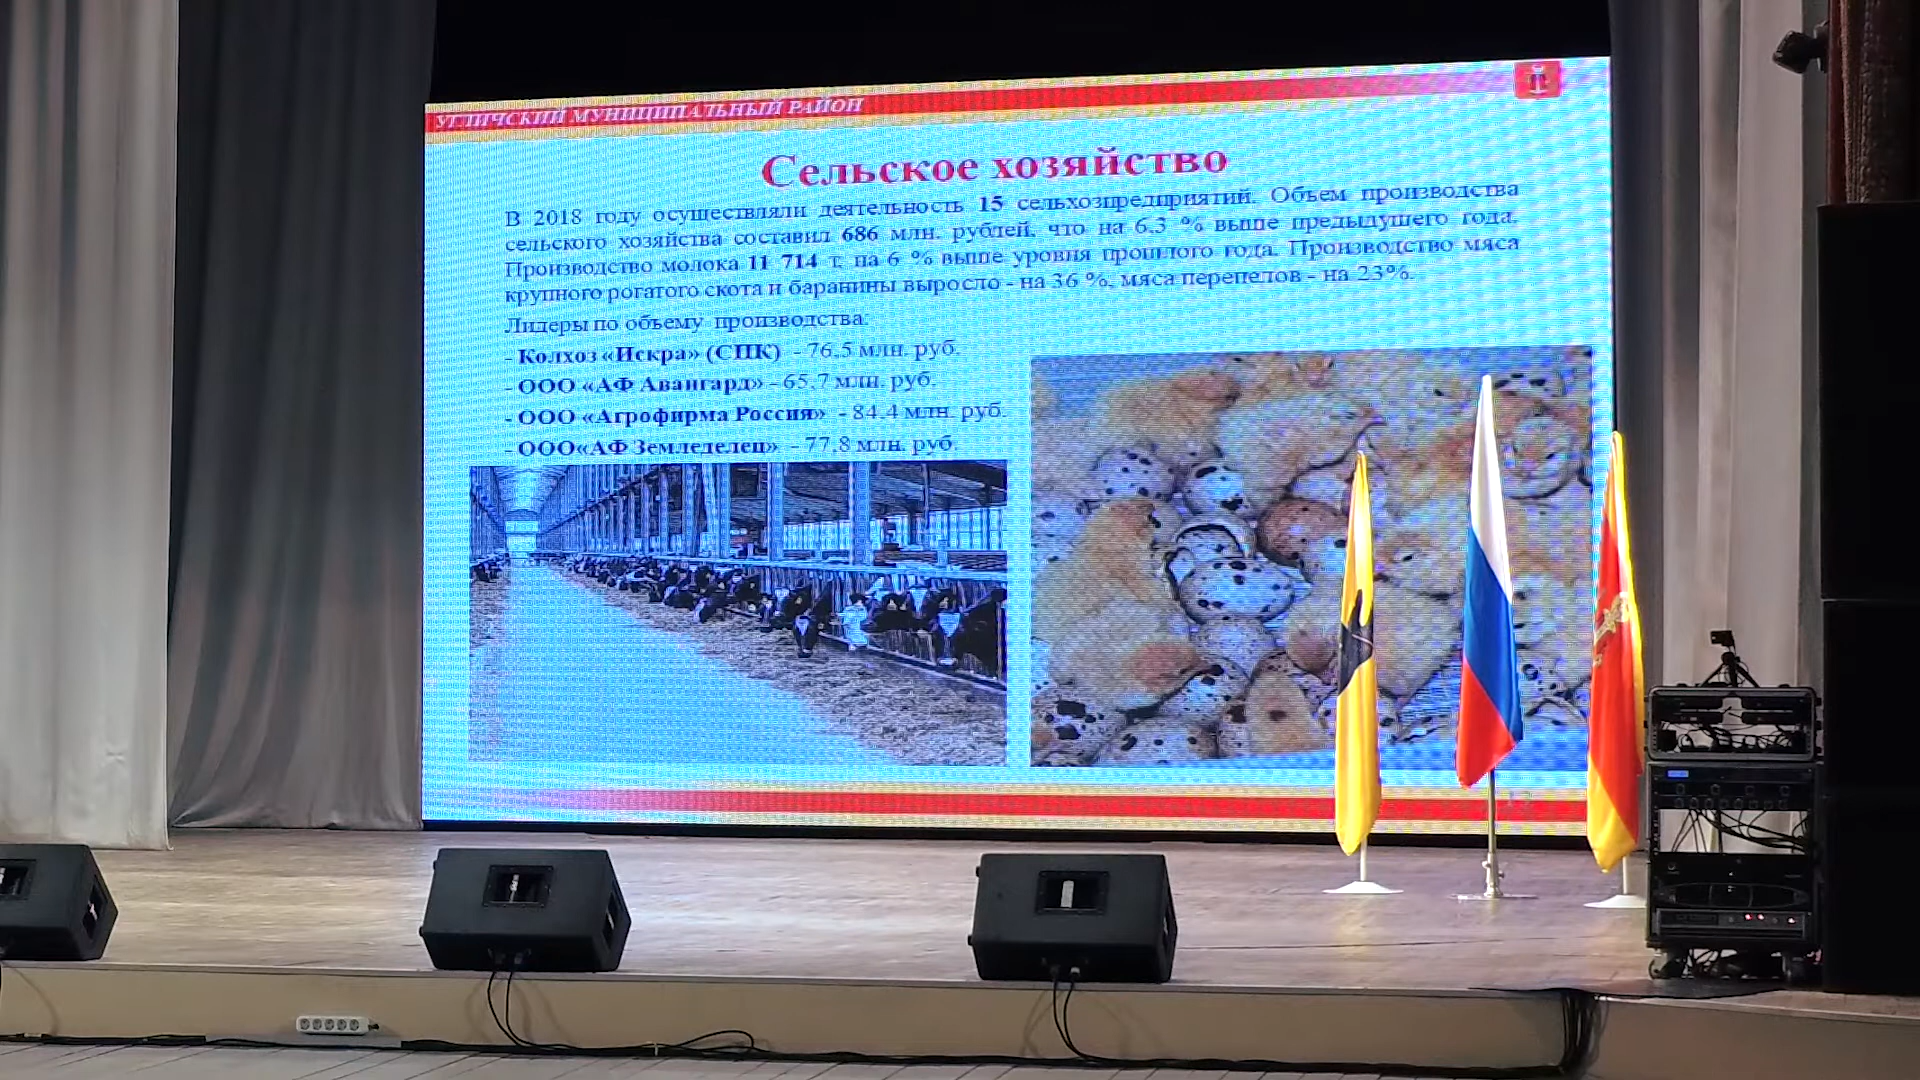 УГЛИЧСКИЙ МУНИЦИПАЛЬНЫЙ РАЙОН
Сельское хозяйство
В 2018 году осуществляли деятельность 15 сельхозпредприятий. Объем производства
сельского хозяйства составил 686 млн. рублей, что на 6,3 % выше предыдущего года.
Производство молока 11 714 т, на 6 % выше уровня прошлого года. Производство мяса
крупного рогатого скота и баранины выросло - на 36 %, мяса перепелов - на 23%.
Лидеры по объему производства:
- Колхоз «Искра» (СПК) - 76,5 млн. руб.
- ООО «АФ Авангард» - 65,7 млн. руб.
- ООО «Агрофирма Россия» - 84,4 млн. руб.
- ООО«АФ Земледелец» - 77,8 млн. руб.